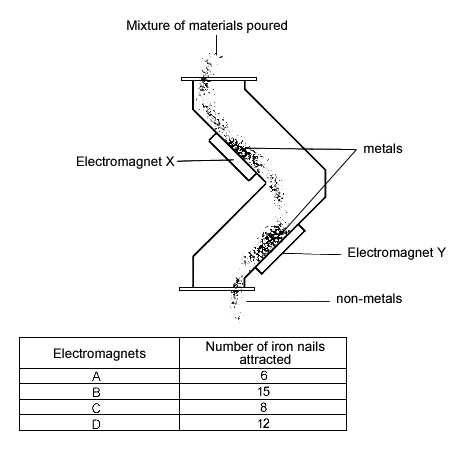 Mixture of materials poured
metals
Electromagnet X
Electromagnet Y
non-metals
Electromagnets
Number of iron nails
attracted
A
6
B
15
C
8
D
12